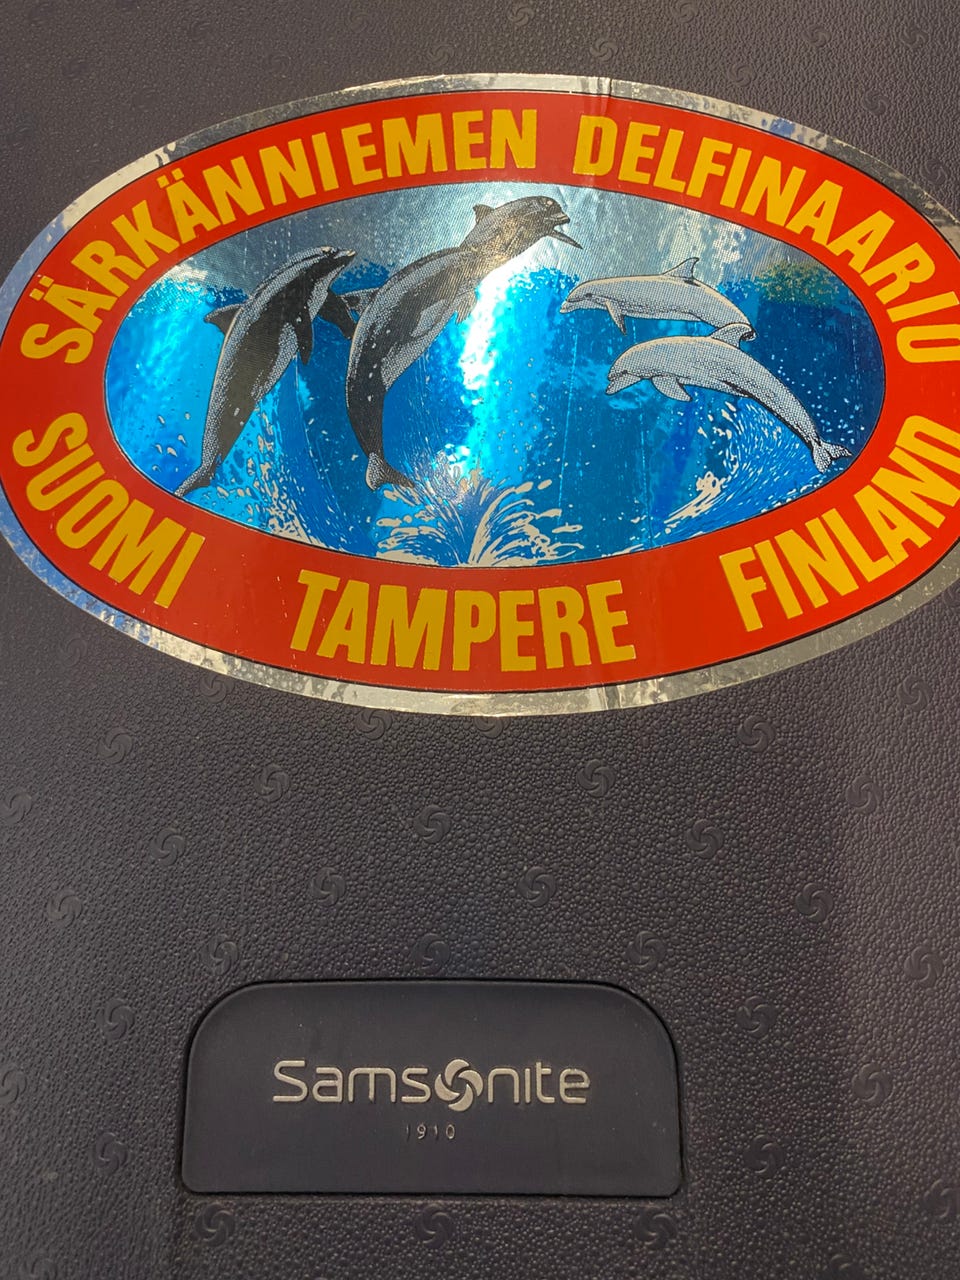 SÄRKÄNNIEMEN DELFINAARIO
SUOMI TAMPERE FINLAND
Samsonite
1910